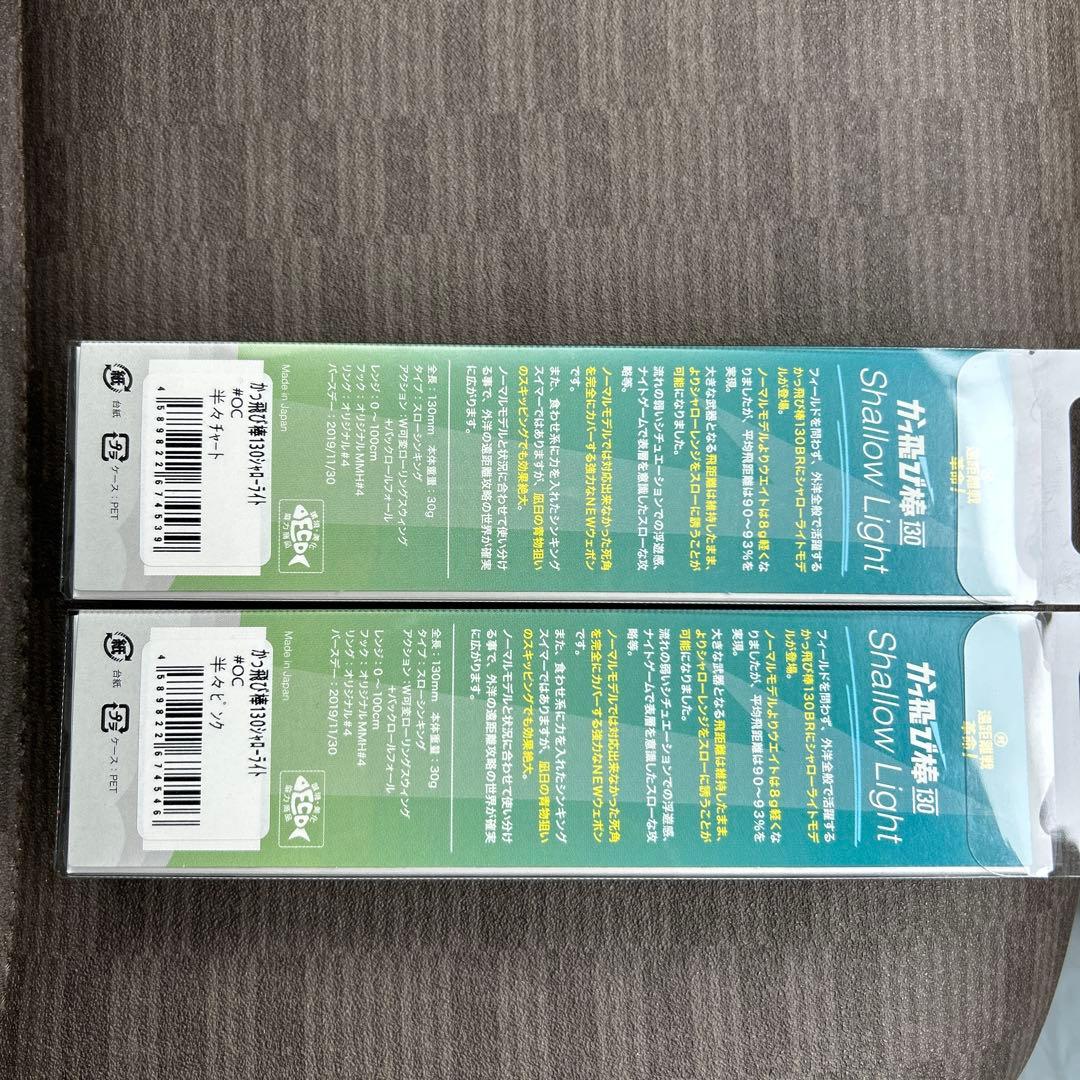 遠距離戦
革命!
かっ飛び棒 130
Shallow Light
フィールドを問わず、外洋全般で活躍する
かっ飛び棒130BRにシャローライトモデ
ルが登場。
ノーマルモデルよりウエイトは8g軽くな
りましたが、平均飛距離は90~93%を
実現。
大きな武器となる飛距離は維持したまま、
よりシャローレンジをスローに誘うことが
可能になりました。
流れの弱いシチュエーションでの浮遊感、
ナイトゲームで表層を意識したスローな攻
略等。
ノーマルモデルでは対応出来なかった死角
を完全にカバーする強力なNEWウェポン
です。
また、食わせ系に力を入れたシンキング
スイマーではありますが、凪日の青物狙い
のスキッピングでも効果絶大。
ノーマルモデルと状況に合わせて使い分け
る事で、外洋の遠距離攻略の世界が確実
に広がります。
全長:130mm 本体重量:30g
タイプ:スローシンキング
アクション:W可変ローリングスウィング
+バックロールフォール
レンジ:0~100cm
フック:オリジナルMMH#4
リング:オリジナル#4
バースデー:2019/11/30
Made in Japan
環境・楽な
ECO
助力商品
かっ飛び棒130シャローライト
#OC
半々チャート
4589822674539
紙 台紙
プラ ケース:PET
遠距離戦
革命!
かっ飛び棒 130
Shallow Light
フィールドを問わず、外洋全般で活躍する
かっ飛び棒130BRにシャローライトモデ
ルが登場。
ノーマルモデルよりウエイトは8g軽くな
りましたが、平均飛距離は90~93%を
実現。
大きな武器となる飛距離は維持したまま、
よりシャローレンジをスローに誘うことが
可能になりました。
流れの弱いシチュエーションでの浮遊感、
ナイトゲームで表層を意識したスローな攻
略等。
ノーマルモデルでは対応出来なかった死角
を完全にカバーする強力なNEWウェポン
です。
また、食わせ系に力を入れたシンキング
スイマーではありますが、凪日の青物狙い
のスキッピングでも効果絶大。
ノーマルモデルと状況に合わせて使い分け
る事で、外洋の遠距離攻略の世界が確実
に広がります。
全長:130mm 本体重量:30g
タイプ:スローシンキング
アクション:W可変ローリングスウィング
+バックロールフォール
レンジ:0~100cm
フック:オリジナルMMH#4
リング:オリジナル#4
バースデー:2019/11/30
Made in Japan
ECO
助力商品
かっ飛び棒130シャローライト
#OC
半々ピンク
4589822674546
紙 台紙
プラ ケース:PET